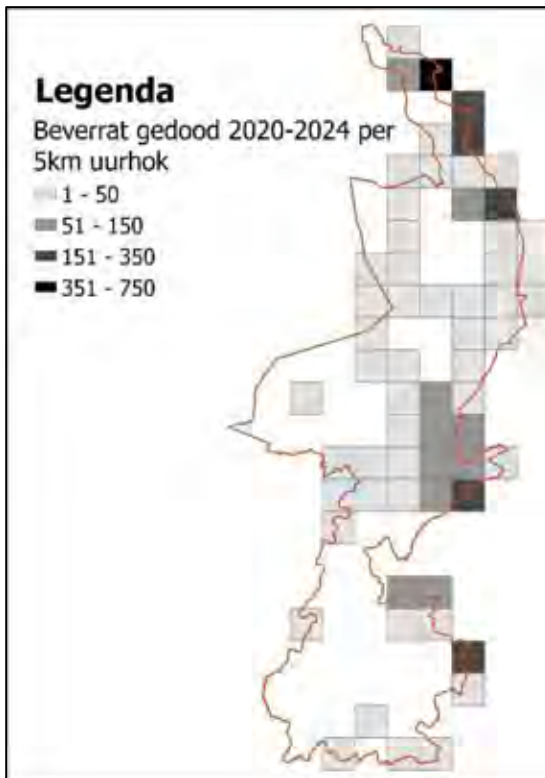 Legenda
Beverrat gedood 2020-2024 per
5km uurhok
1 - 50
51 - 150
151 - 350
351 - 750